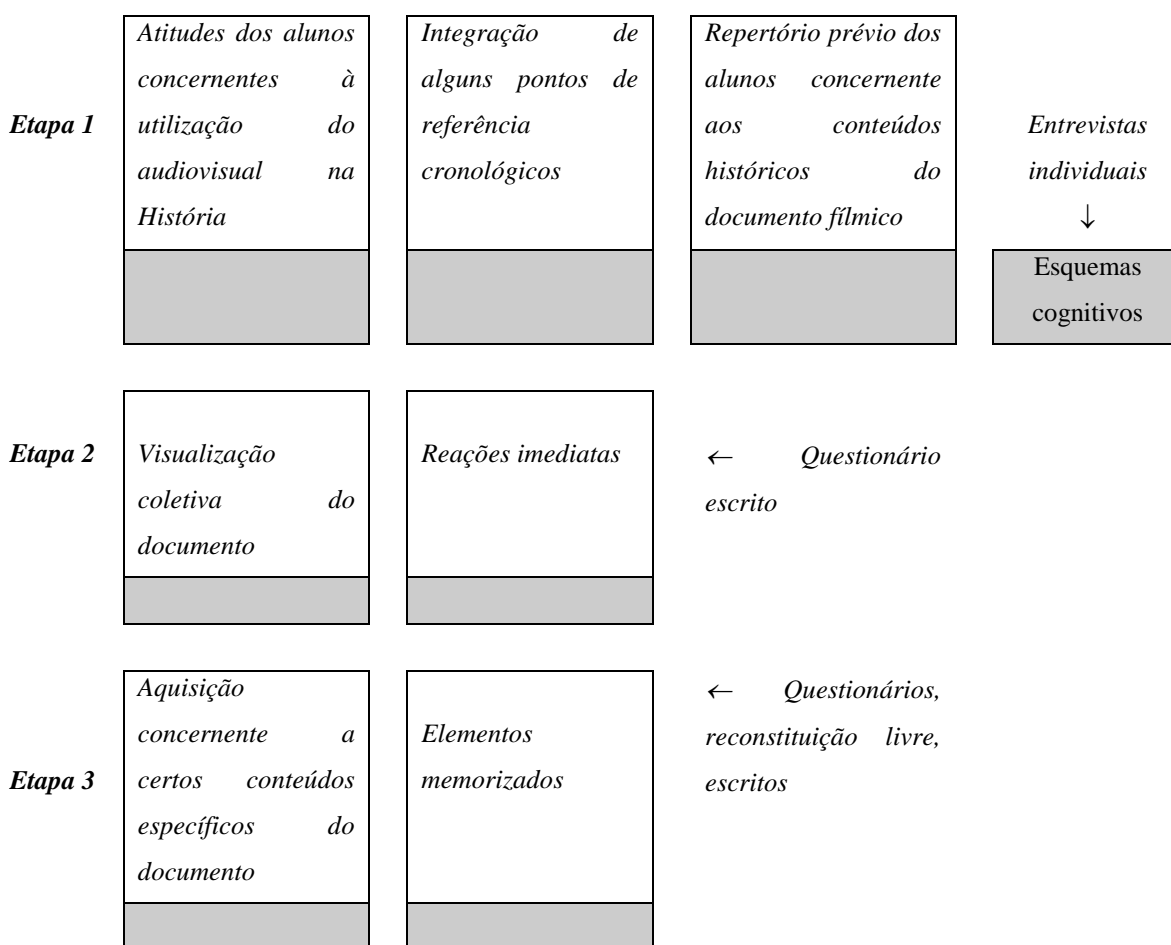 Atitudes dos alunos
concernentes à
utilização do
audiovisual na
História
Integração de
alguns pontos de
referência
cronológicos
Repertório prévio dos
alunos concernente
aos conteúdos
históricos do
documento fílmico
Etapa 1
Entrevistas
individuais
↓
Esquemas
cognitivos
Etapa 2
Visualização
coletiva do
documento
Reações imediatas
← Questionário
escrito
Etapa 3
Aquisição
concernente a
certos conteúdos
específicos do
documento
Elementos
memorizados
← Questionários,
reconstituição livre,
escritos